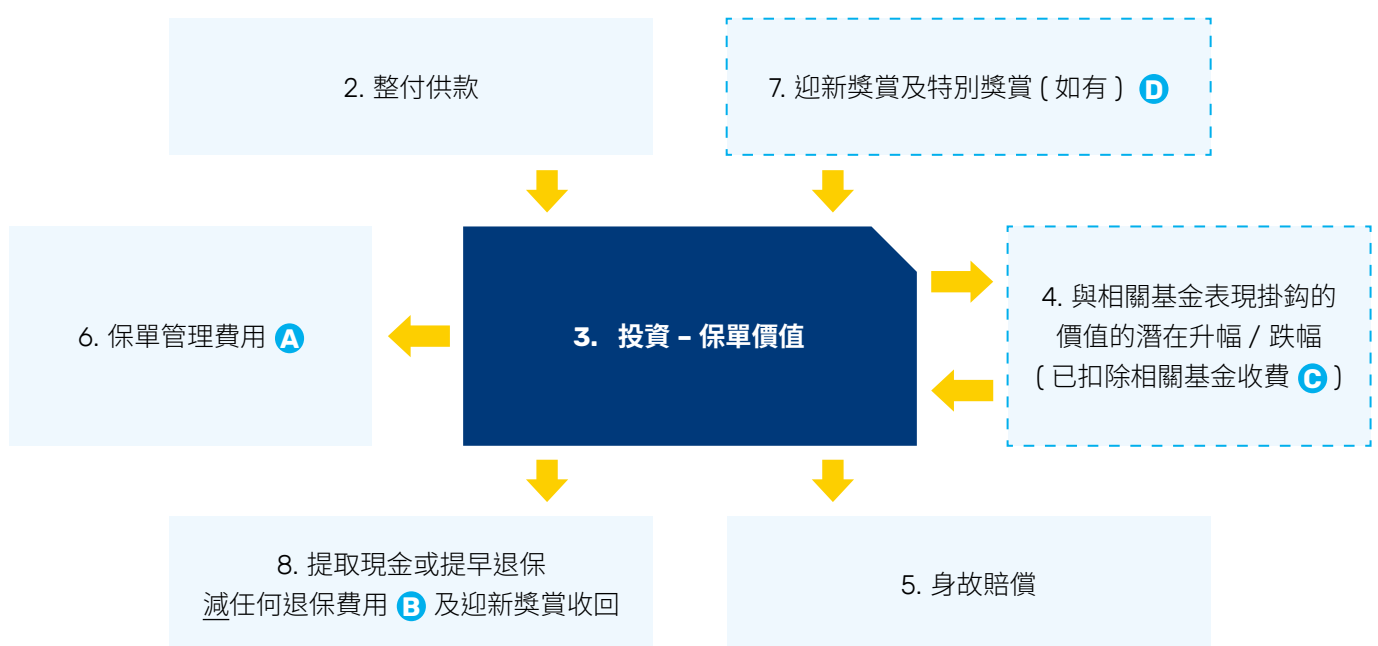 2. 整付供款
7. 迎新獎賞及特別獎賞 ( 如有 ) D
6. 保單管理費用 A
3. 投資 – 保單價值
4. 與相關基金表現掛鈎的
價值的潛在升幅 / 跌幅
( 已扣除相關基金收費 C )
8. 提取現金或提早退保
減任何退保費用 B 及迎新獎賞收回
5. 身故賠償